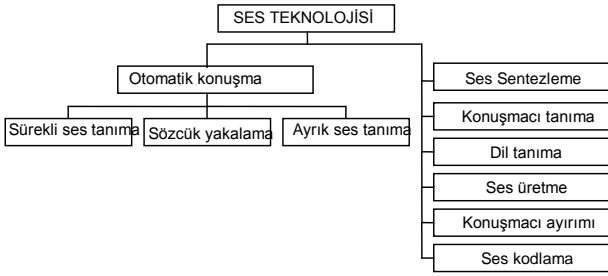 SES TEKNOLOJİSİ
Otomatik konuşma
Sürekli ses tanıma
Sözcük yakalama
Ayrık ses tanıma
Ses Sentezleme
Konuşmacı tanıma
Dil tanıma
Ses üretme
Konuşmacı ayırımı
Ses kodlama